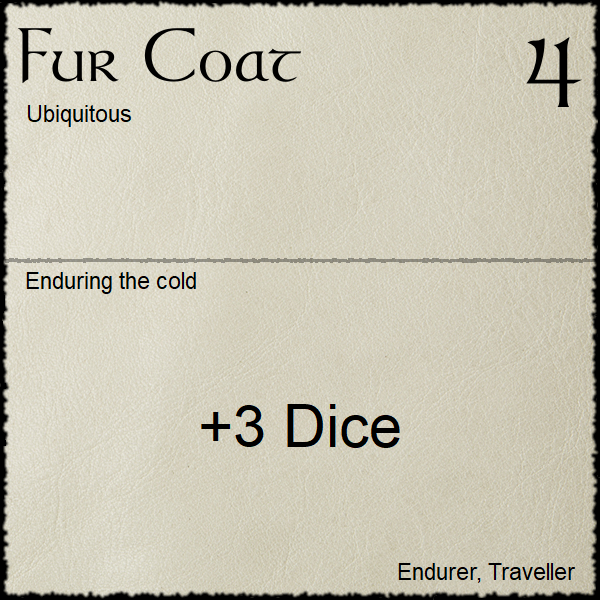 Fur Coat
4
Ubiquitous
Enduring the cold
+3 Dice
Endurer, Traveller